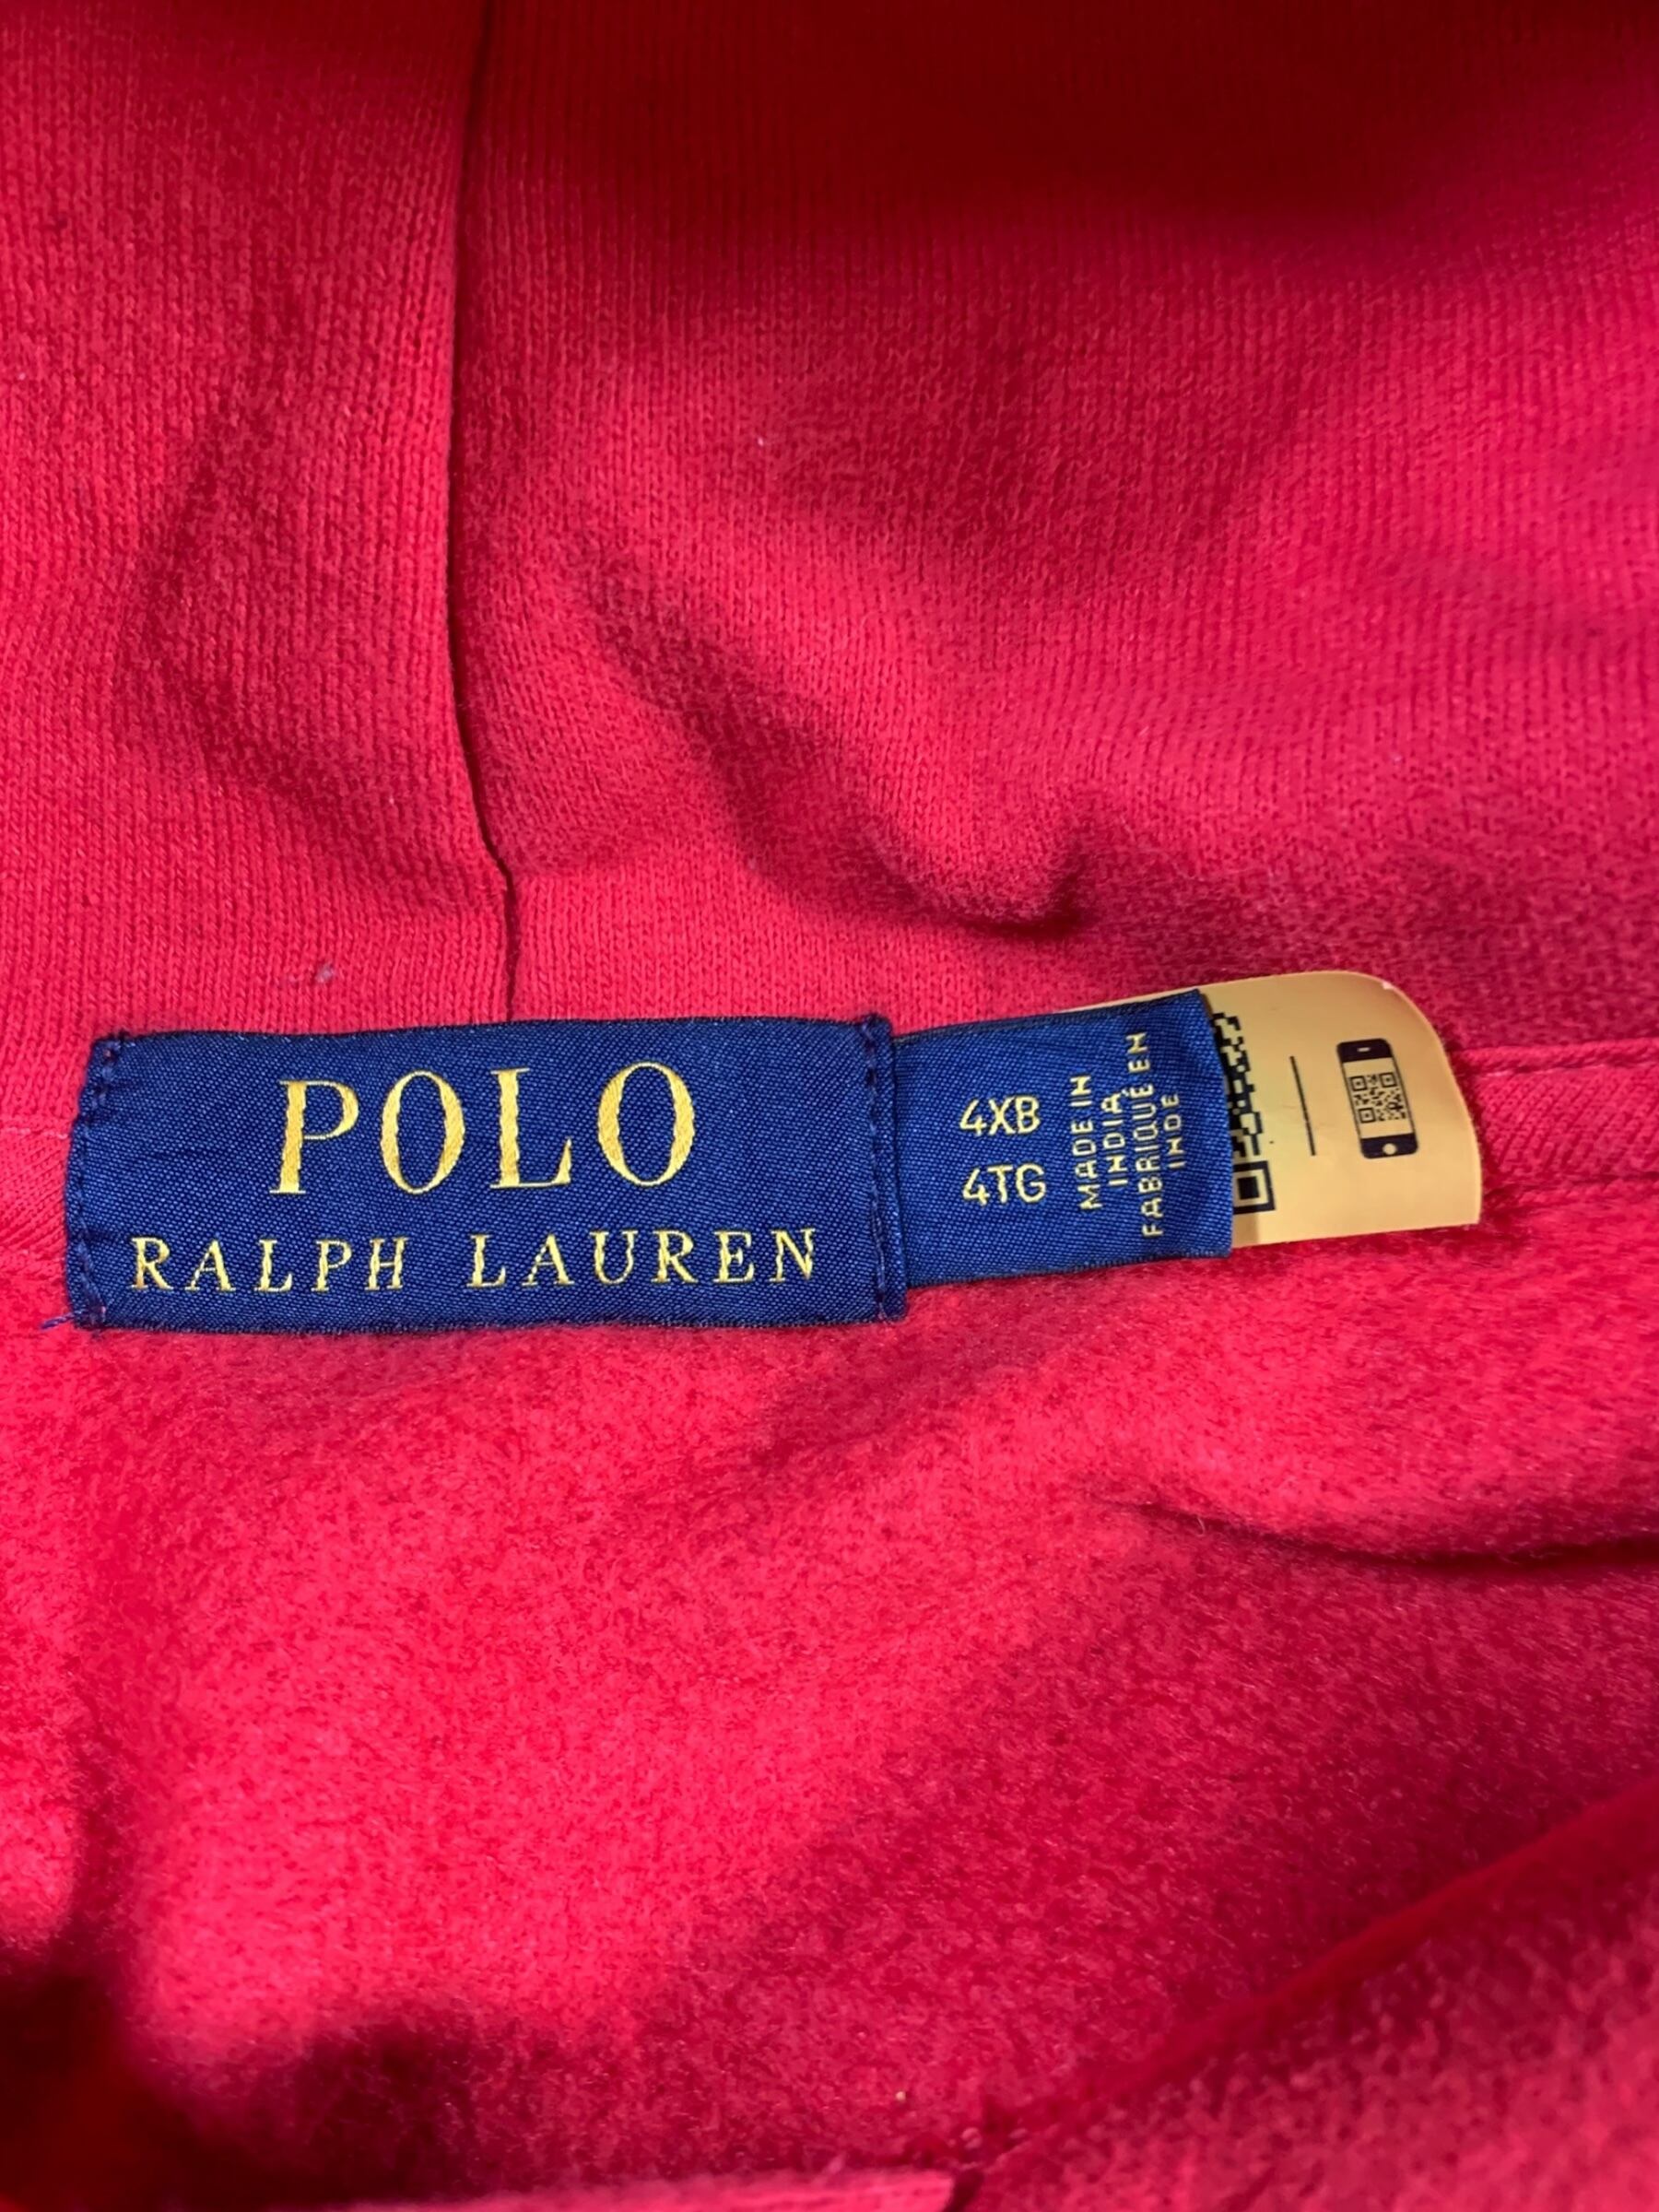 POLO
RALPH LAUREN
4XB
4TG
MADE IN
INDIA
FABRIQUÉ EN
INDE